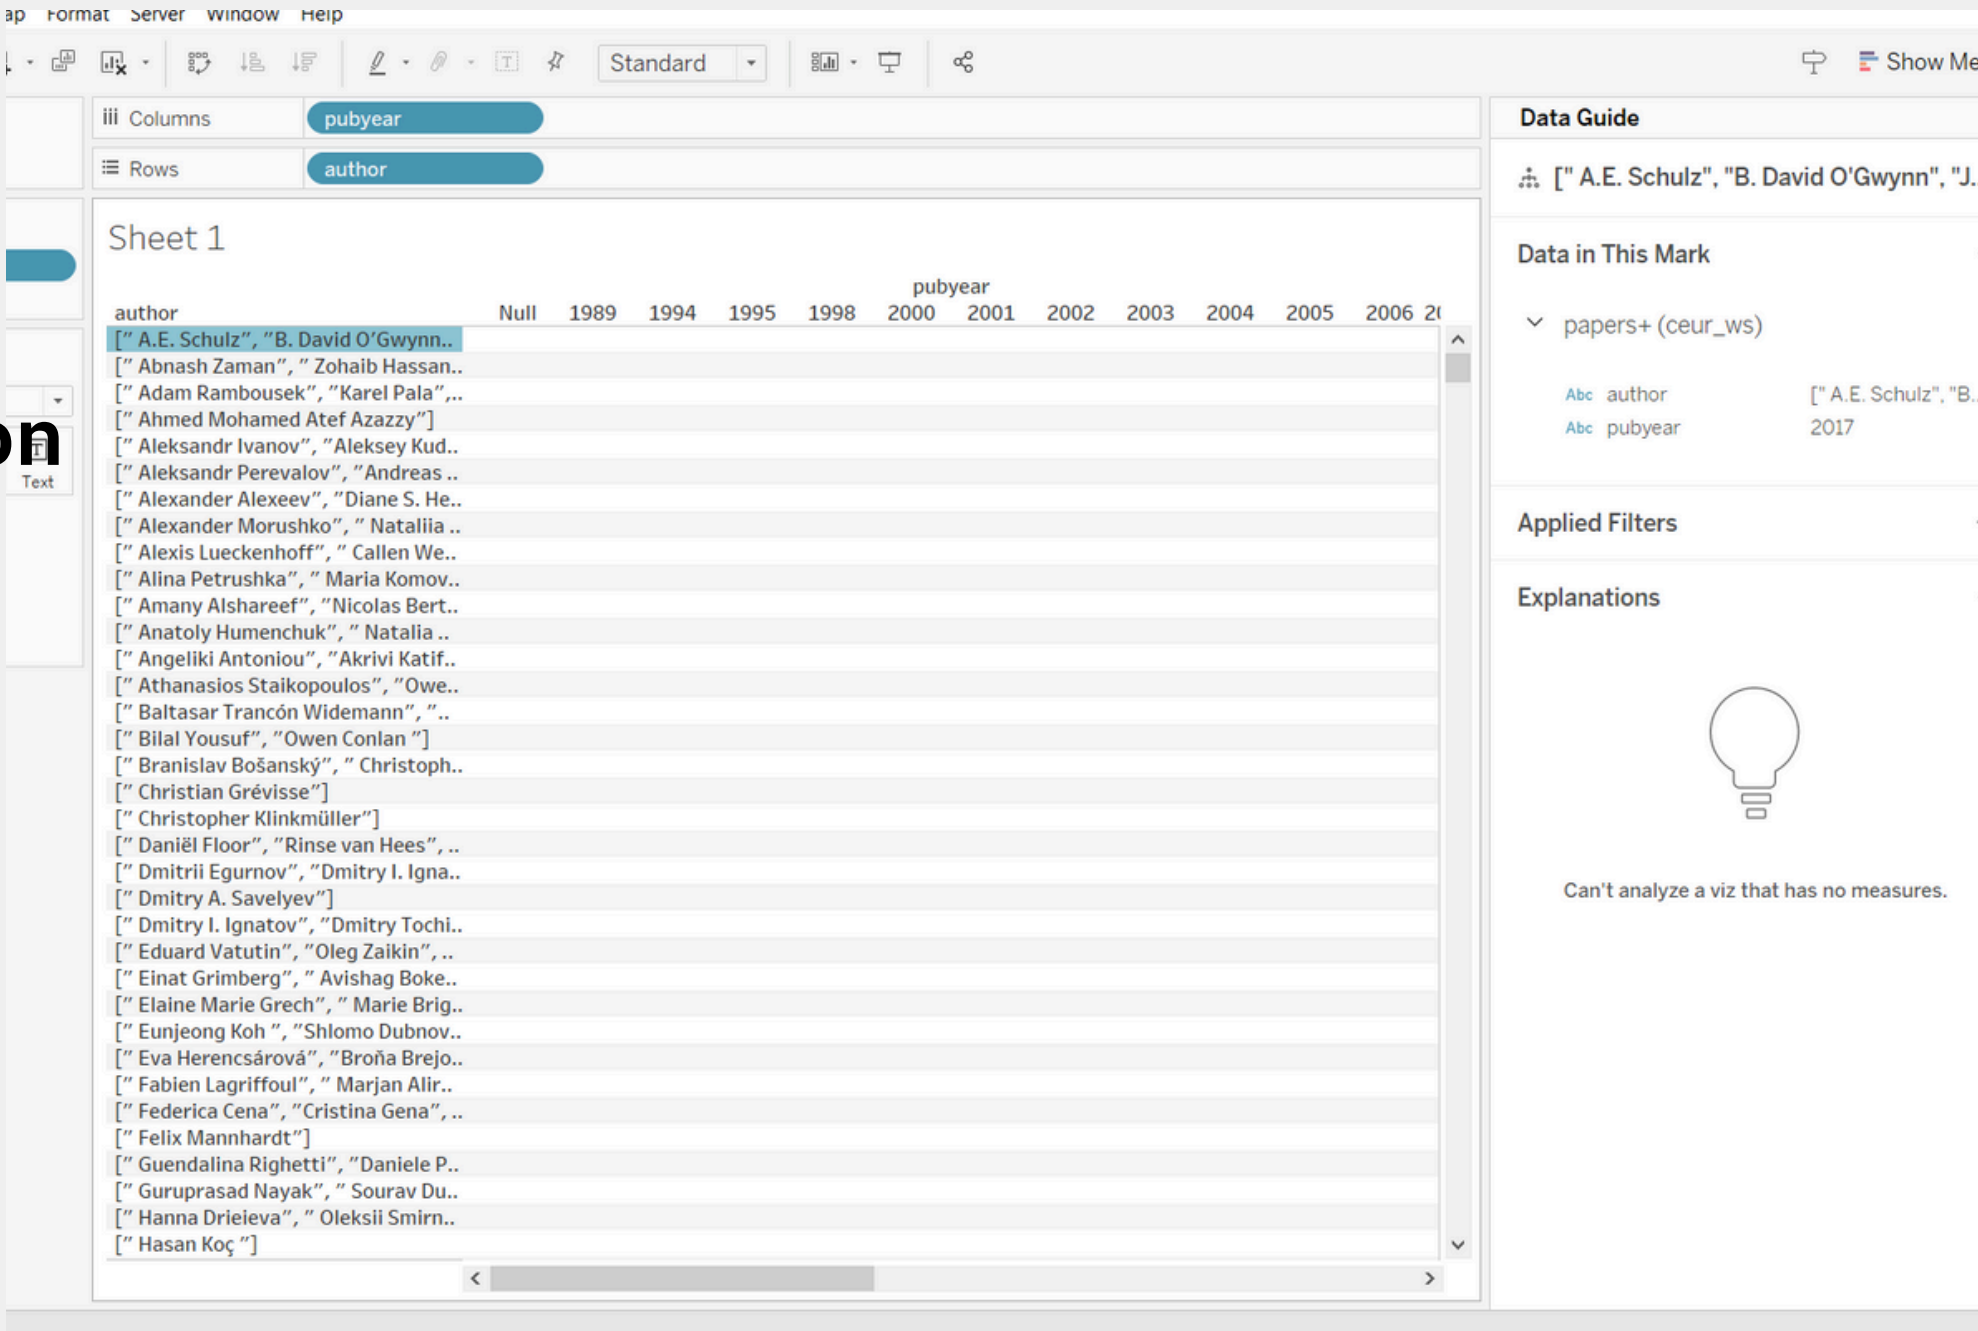 ap Format Server Window Help
Standard
Show Me
Columns pubyear
Rows author
on
Text
Sheet 1
pubyear
author Null 1989 1994 1995 1998 2000 2001 2002 2003 2004 2005 2006 20
[" A.E. Schulz", "B. David O'Gwynn..
[" Abnash Zaman", " Zohaib Hassan..
[" Adam Rambousek", "Karel Pala",..
[" Ahmed Mohamed Atef Azazzy"]
[" Aleksandr Ivanov", "Aleksey Kud..
[" Aleksandr Perevalov", "Andreas ..
[" Alexander Alexeev", "Diane S. He..
[" Alexander Morushko", " Nataliia ..
[" Alexis Lueckenhoff", " Callen We..
[" Alina Petrushka", " Maria Komov..
[" Amany Alshareef", "Nicolas Bert..
[" Anatoly Humenchuk", " Natalia ..
[" Angeliki Antoniou", "Akrivi Katif..
[" Athanasios Staikopoulos", "Owe..
[" Baltasar Trancón Widemann", "..
[" Bilal Yousuf", "Owen Conlan "]
[" Branislav Bošanský", " Christoph..
[" Christian Grévisse"]
[" Christopher Klinkmüller"]
[" Daniël Floor", "Rinse van Hees", ..
[" Dmitrii Egurnov", "Dmitry I. Igna..
[" Dmitry A. Savelyev"]
[" Dmitry I. Ignatov", "Dmitry Tochi..
[" Eduard Vatutin", "Oleg Zaikin", ..
[" Einat Grimberg", " Avishag Boke..
[" Elaine Marie Grech", " Marie Brig..
[" Eunjeong Koh ", "Shlomo Dubnov..
[" Eva Herencsárová", "Broňa Brejo..
[" Fabien Lagriffoul", " Marjan Alir..
[" Federica Cena", "Cristina Gena", ..
[" Felix Mannhardt"]
[" Guendalina Righetti", "Daniele P..
[" Guruprasad Nayak", " Sourav Du..
[" Hanna Drieieva", " Oleksii Smirn..
[" Hasan Koç "]
Data Guide
[" A.E. Schulz", "B. David O'Gwynn", "J.
Data in This Mark
papers+ (ceur_ws)
Abc author [" A.E. Schulz", "B..
Abc pubyear 2017
Applied Filters
Explanations
Can't analyze a viz that has no measures.